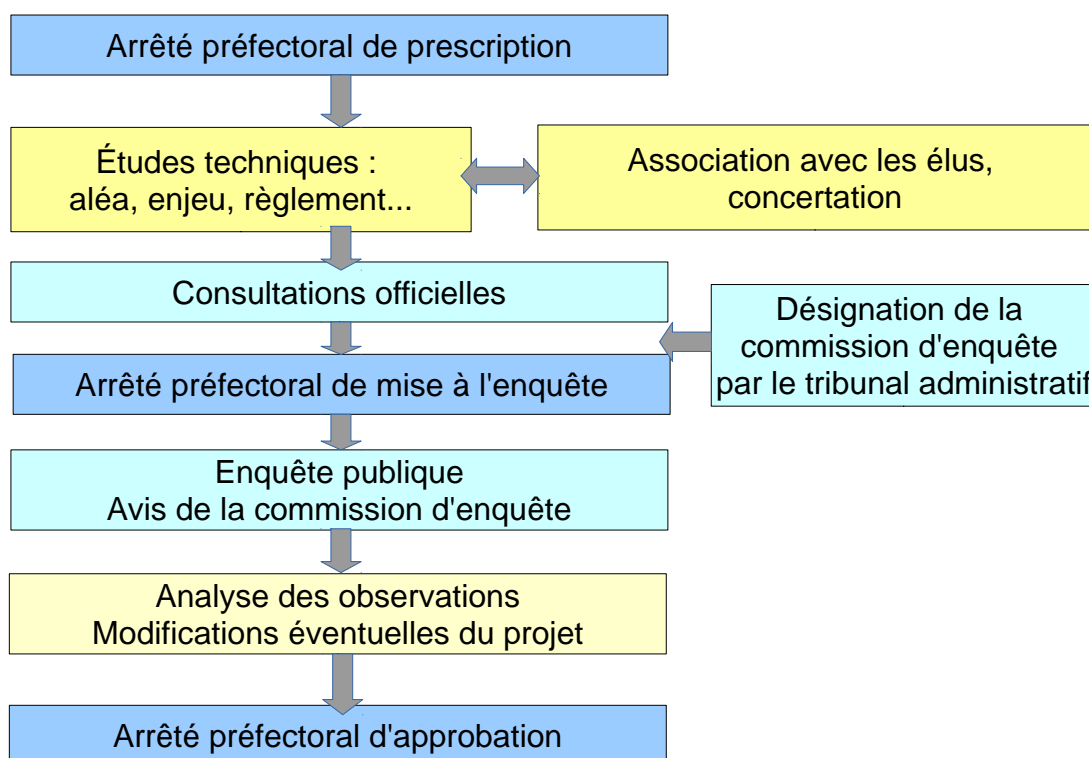 Arrêté préfectoral de prescription
Études techniques :
aléa, enjeu, règlement...
Association avec les élus,
concertation
Consultations officielles
Désignation de la
commission d'enquête
par le tribunal administratif
Arrêté préfectoral de mise à l'enquête
Enquête publique
Avis de la commission d'enquête
Analyse des observations
Modifications éventuelles du projet
Arrêté préfectoral d'approbation